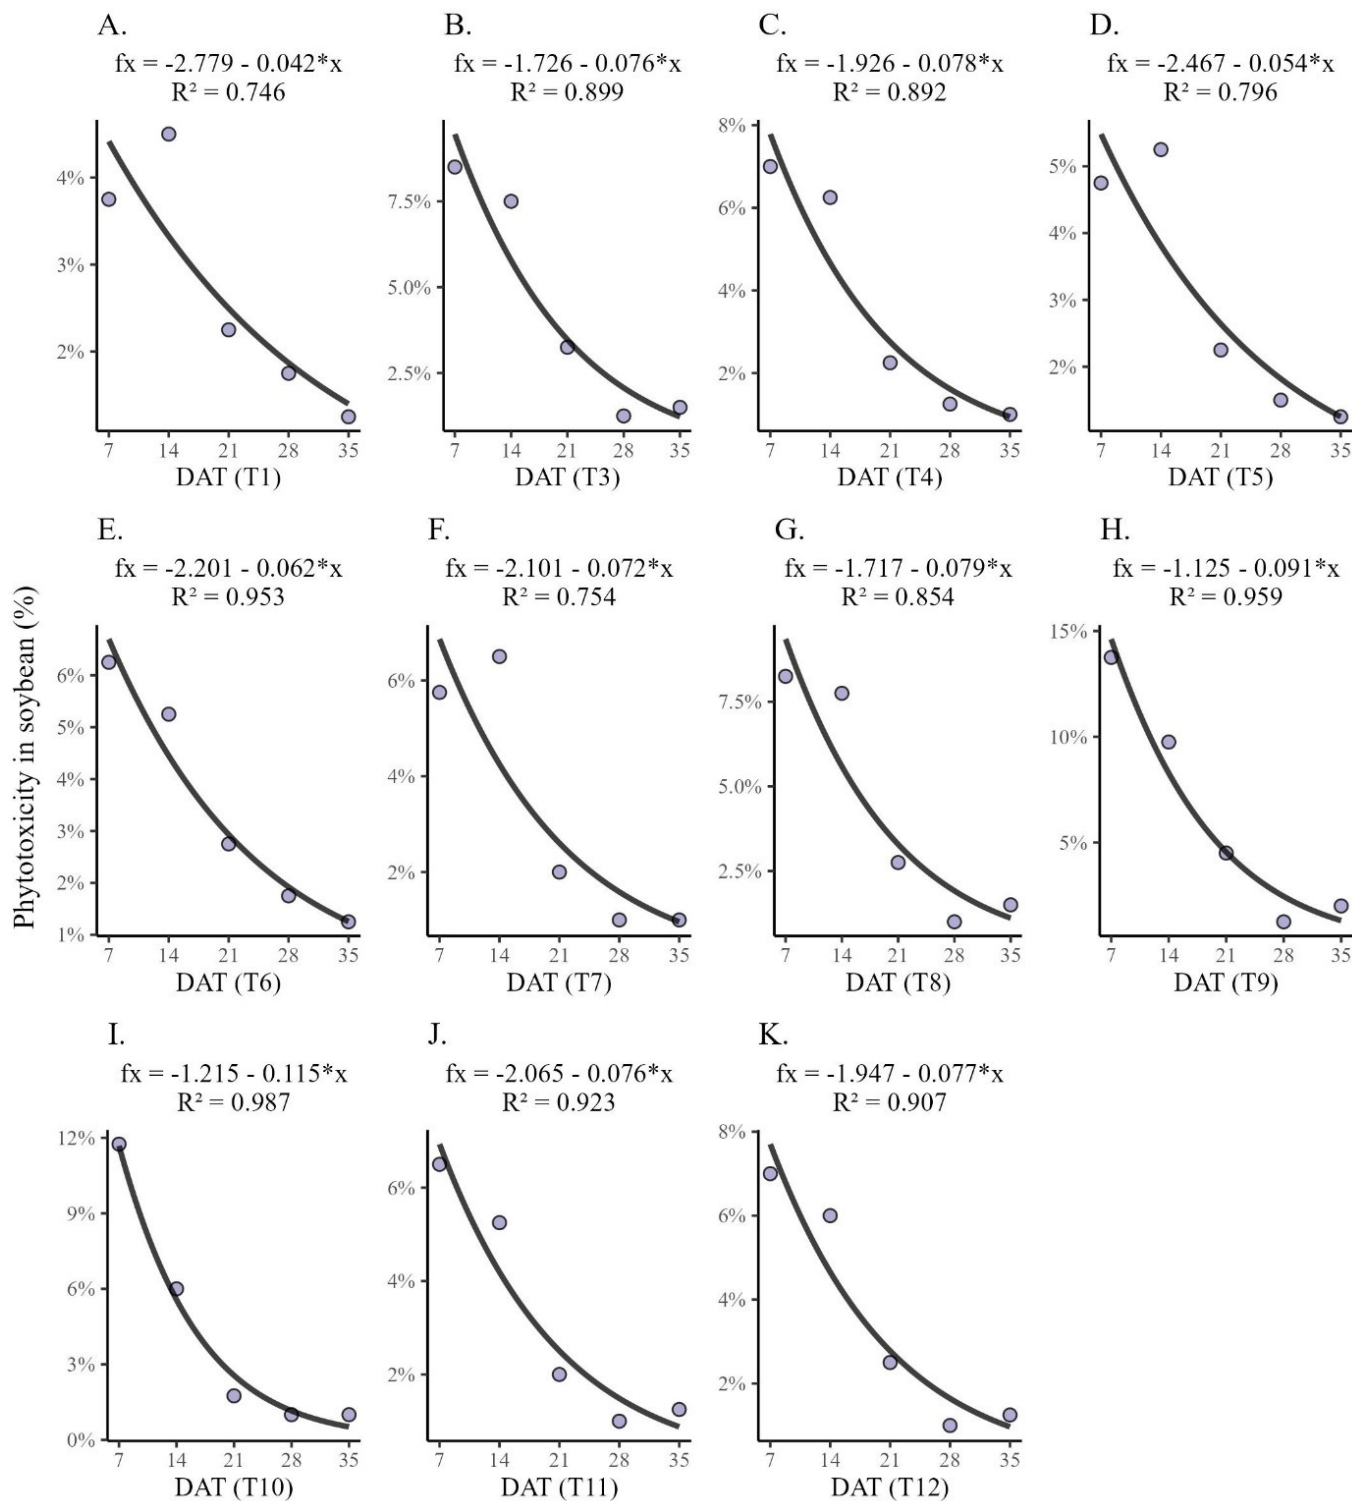 A.
fx = -2.779 - 0.042*x
R² = 0.746
4%
3%
2%
7 14 21 28 35
DAT (T1)
B.
fx = -1.726 - 0.076*x
R² = 0.899
7.5%
5.0%
2.5%
7 14 21 28 35
DAT (T3)
C.
fx = -1.926 - 0.078*x
R² = 0.892
8%
6%
4%
2%
7 14 21 28 35
DAT (T4)
D.
fx = -2.467 - 0.054*x
R² = 0.796
5%
4%
3%
2%
7 14 21 28 35
DAT (T5)
Phytotoxicity in soybean (%)
E.
fx = -2.201 - 0.062*x
R² = 0.953
6%
5%
4%
3%
2%
1%
7 14 21 28 35
DAT (T6)
F.
fx = -2.101 - 0.072*x
R² = 0.754
6%
4%
2%
7 14 21 28 35
DAT (T7)
G.
fx = -1.717 - 0.079*x
R² = 0.854
7.5%
5.0%
2.5%
7 14 21 28 35
DAT (T8)
H.
fx = -1.125 - 0.091*x
R² = 0.959
15%
10%
5%
7 14 21 28 35
DAT (T9)
I.
fx = -1.215 - 0.115*x
R² = 0.987
12%
9%
6%
3%
0%
7 14 21 28 35
DAT (T10)
J.
fx = -2.065 - 0.076*x
R² = 0.923
6%
4%
2%
7 14 21 28 35
DAT (T11)
K.
fx = -1.947 - 0.077*x
R² = 0.907
8%
6%
4%
2%
7 14 21 28 35
DAT (T12)